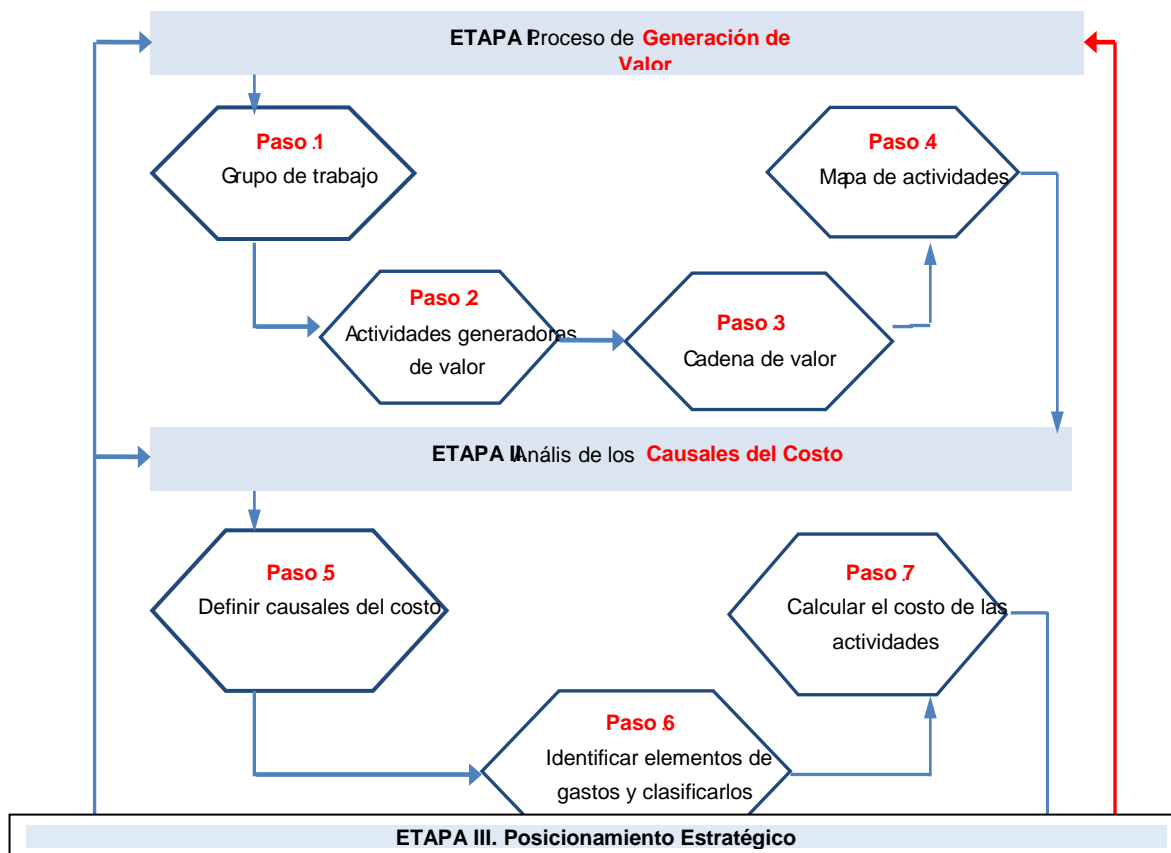 ETAPA I. Proceso de Generación de
Valor
Paso .1
Grupo de trabajo
Paso .4
Mapa de actividades
Paso .2
Actividades generadoras
de valor
Paso .3
Cadena de valor
ETAPA II. Anális de los Causales del Costo
Paso .5
Definir causales del costo
Paso .7
Calcular el costo de las
actividades
Paso .6
Identificar elementos de
gastos y clasificarlos
ETAPA III. Posicionamiento Estratégico